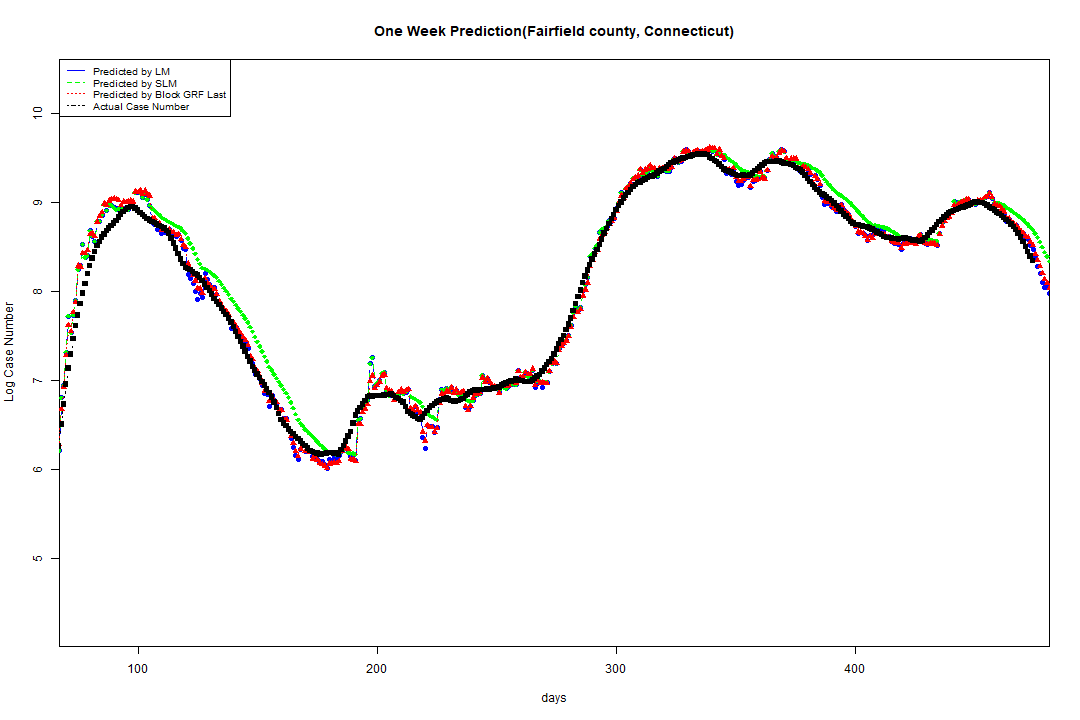 One Week Prediction(Fairfield county, Connecticut)
Predicted by LM
Predicted by SLM
Predicted by Block GRF Last
Actual Case Number
10
9
8
7
6
5
Log Case Number
100 200 300 400
days